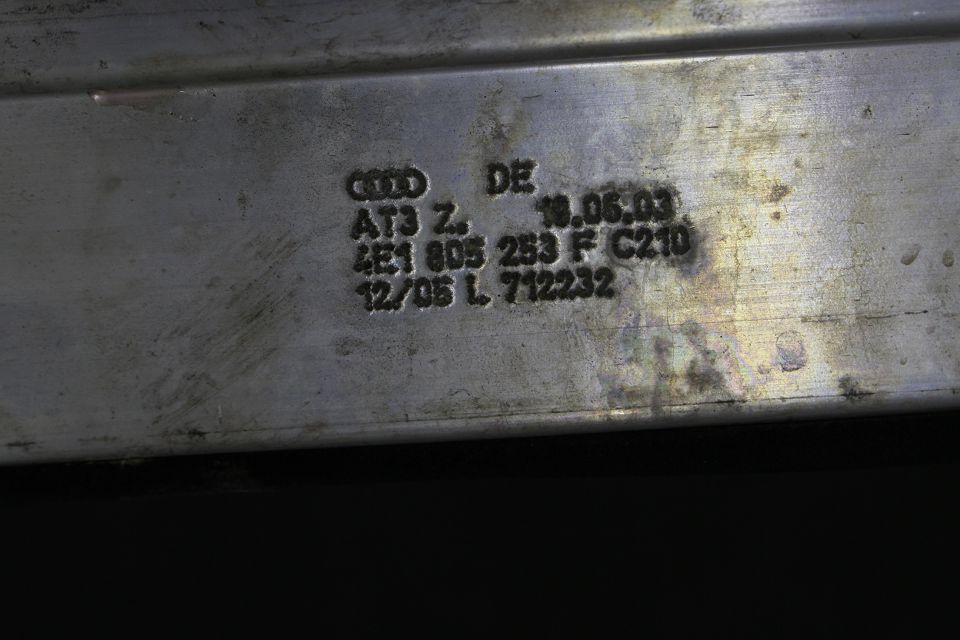 DE
AT3 Z. 18.06.03
4E1 805 253 F C210
12/05 L 712232